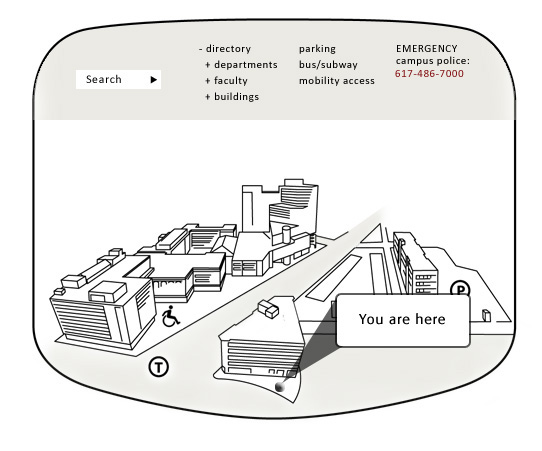 Search
- directory
+ departments
+ faculty
+ buildings
parking
bus/subway
mobility access
EMERGENCY
campus police:
617-486-7000
P
You are here
T